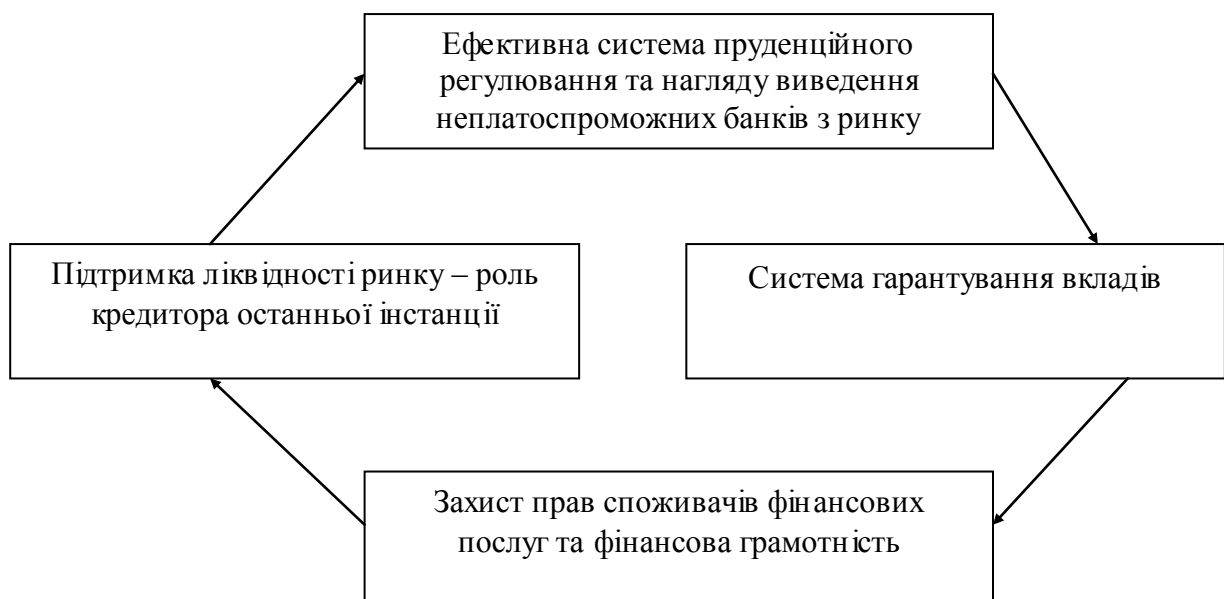 Ефективна система пруденційного
регулювання та нагляду виведення
неплатоспроможних банків з ринку
Підтримка ліквідності ринку – роль
кредитора останньої інстанції
Система гарантування вкладів
Захист прав споживачів фінансових
послуг та фінансова грамотність